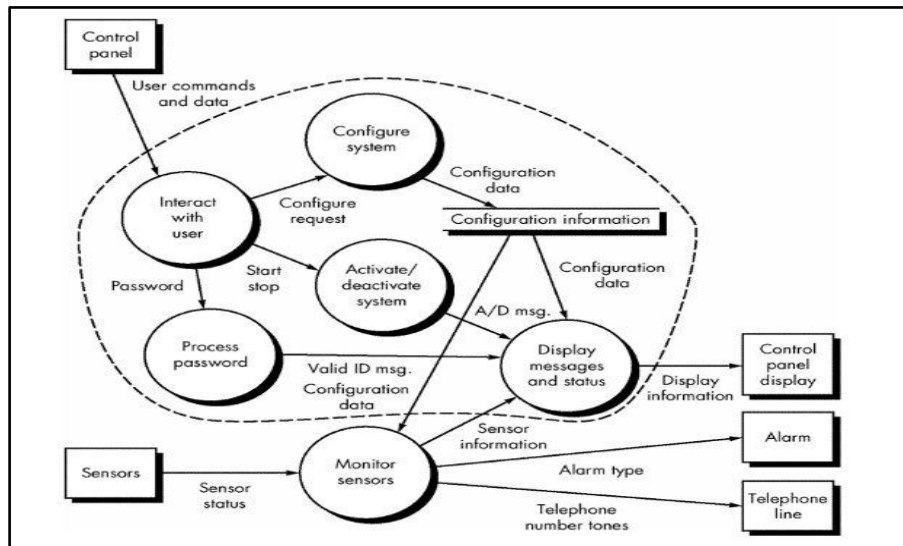 Control
panel
User commands
and data
Configure
system
Configuration
data
Interact
with
user
Configure
request
Configuration information
Password
Start
stop
Activate/
deactivate
system
A/D msg.
Configuration
data
Process
password
Valid ID msg.
Configuration
data
Display
messages
and status
Display
information
Control
panel
display
Sensors
Sensor
status
Monitor
sensors
Sensor
information
Alarm type
Alarm
Telephone
number tones
Telephone
line